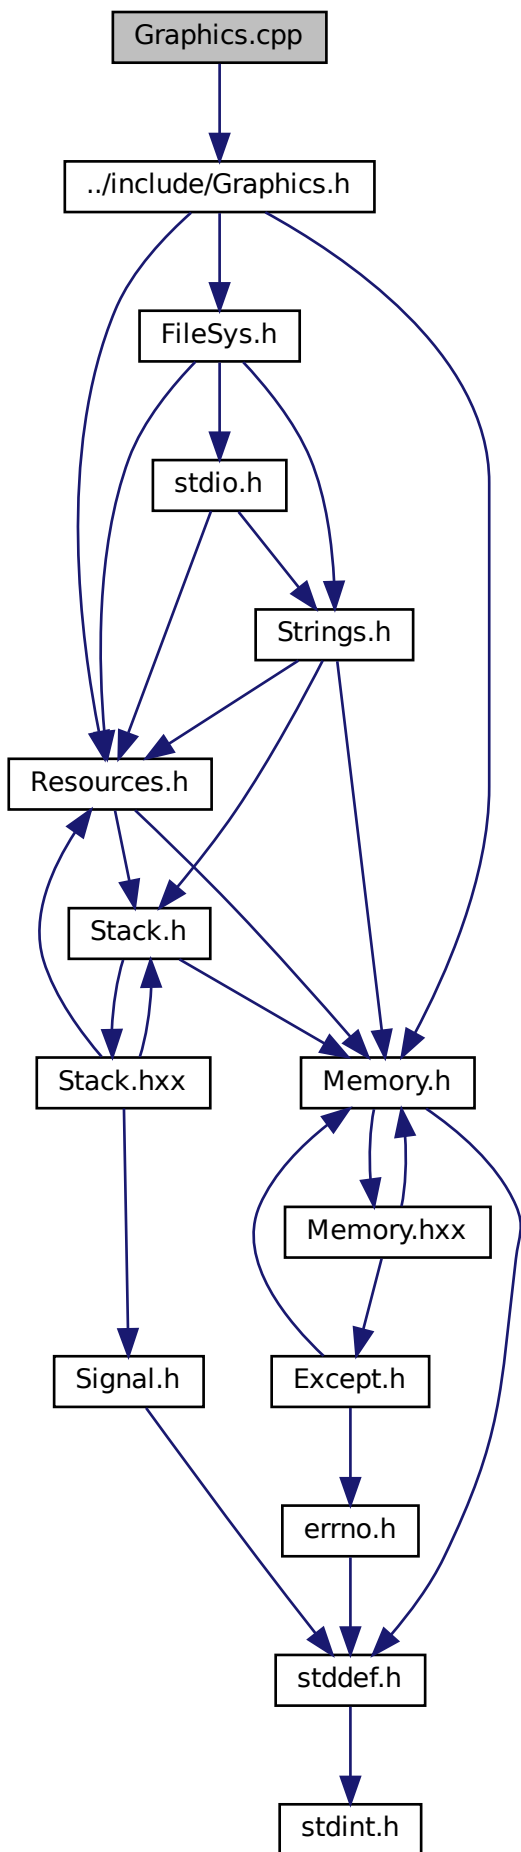 Graphics.cpp
../include/Graphics.h
FileSys.h
stdio.h
Strings.h
Resources.h
Stack.h
Stack.hxx
Memory.h
Memory.hxx
Signal.h
Except.h
errno.h
stddef.h
stdint.h